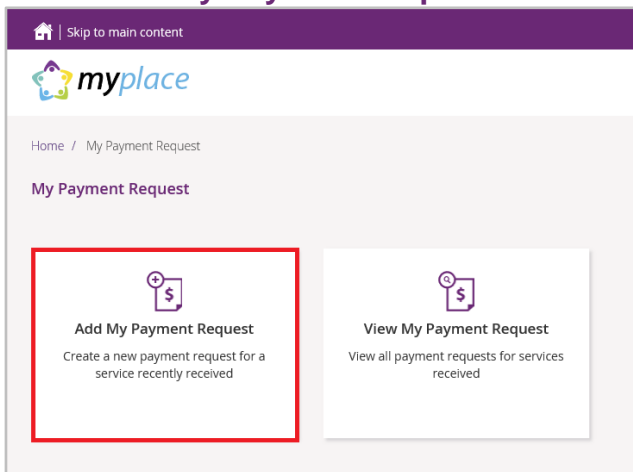 | Skip to main content
myplace
Home / My Payment Request
My Payment Request
$
$
Add My Payment Request
View My Payment Request
Create a new payment request for a
service recently received
View all payment requests for services
received